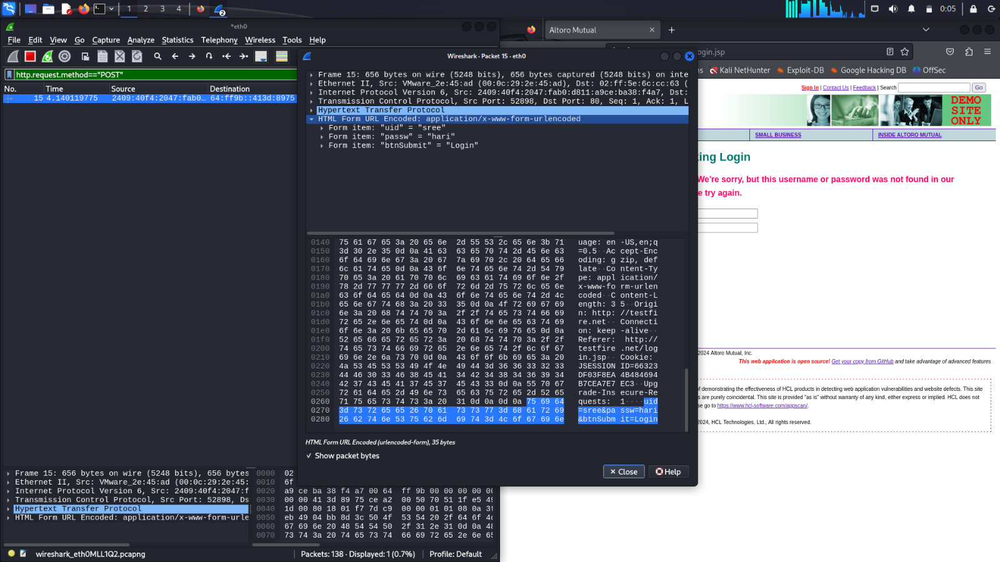 1 2 3 4 2 0:05
*eth0
File Edit View Go Capture Analyze Statistics Telephony Wireless Tools Help
http.request.method=="POST"
No. Time Source Destination
15 4.140119775 2409:40f4:2047:fab0… 64:ff9b::413d:8975
Wireshark · Packet 15 · eth0
Frame 15: 656 bytes on wire (5248 bits), 656 bytes captured (5248 bits) on inte
Ethernet II, Src: VMware_2e:45:ad (00:0c:29:2e:45:ad), Dst: 02:ff:5e:6c:cc:63 (
Internet Protocol Version 6, Src: 2409:40f4:2047:fab0:d811:a9ce:ba38:f4a7, Dst:
Transmission Control Protocol, Src Port: 52898, Dst Port: 80, Seq: 1, Ack: 1, L
Hypertext Transfer Protocol
HTML Form URL Encoded: application/x-www-form-urlencoded
Form item: "uid" = "sree"
Form item: "passw" = "hari"
Form item: "btnSubmit" = "Login"
0140 75 61 67 65 3a 20 65 6e 2d 55 53 2c 65 6e 3b 71 uage: en -US,en;q
0150 3d 30 2e 35 0d 0a 41 63 63 65 70 74 2d 45 6e 63 =0.5··Ac cept-Enc
0160 6f 64 69 6e 67 3a 20 67 7a 69 70 2c 20 64 65 66 oding: g zip, def
0170 6c 61 74 65 0d 0a 43 6f 6e 74 65 6e 74 2d 54 79 late··Co ntent-Ty
0180 70 65 3a 20 61 70 70 6c 69 63 61 74 69 6f 6e 2f pe: appl ication/
0190 78 2d 77 77 77 2d 66 6f 72 6d 2d 75 72 6c 65 6e x-www-fo rm-urlen
01a0 63 6f 64 65 64 0d 0a 43 6f 6e 74 65 6e 74 2d 4c coded··C ontent-L
01b0 65 6e 67 74 68 3a 20 33 35 0d 0a 4f 72 69 67 69 ength: 3 5··Origi
01c0 6e 3a 20 68 74 74 70 3a 2f 2f 74 65 73 74 66 69 n: http: //testfi
01d0 72 65 2e 6e 65 74 0d 0a 43 6f 6e 6e 65 63 74 69 re.net·· Connecti
01e0 6f 6e 3a 20 6b 65 65 70 2d 61 6c 69 76 65 0d 0a on: keep -alive··
01f0 52 65 66 65 72 65 72 3a 20 68 74 74 70 3a 2f 2f Referer: http://
0200 74 65 73 74 66 69 72 65 2e 6e 65 74 2f 6c 6f 67 testfire .net/log
0210 69 6e 2e 6a 73 70 0d 0a 43 6f 6f 6b 69 65 3a 20 in.jsp·· Cookie:
0220 4a 53 45 53 53 49 4f 4e 49 44 3d 36 36 33 32 33 JSESSION ID=66323
0230 44 46 30 33 46 38 45 41 34 42 34 38 34 36 39 34 DF03F8EA 4B484694
0240 42 37 43 45 41 37 45 37 45 43 33 0d 0a 55 70 67 B7CEA7E7 EC3··Upg
0250 72 61 64 65 2d 49 6e 73 65 63 75 72 65 2d 52 65 rade-Ins ecure-Re
0260 71 75 65 73 74 73 3a 20 31 0d 0a 0d 0a 75 69 64 quests: 1····uid
0270 3d 73 72 65 65 26 70 61 73 73 77 3d 68 61 72 69 =sree&pa ssw=hari
0280 26 62 74 6e 53 75 62 6d 69 74 3d 4c 6f 67 69 6e &btnSubm it=Login
HTML Form URL Encoded (urlencoded-form), 35 bytes
Show packet bytes
Close Help
Frame 15: 656 bytes on wire (5248 bits), 656 bytes
Ethernet II, Src: VMware_2e:45:ad (00:0c:29:2e:45:
Internet Protocol Version 6, Src: 2409:40f4:2047:f
Transmission Control Protocol, Src Port: 52898, Ds
Hypertext Transfer Protocol
HTML Form URL Encoded: application/x-www-form-urle
0000 02
0010 6f
0020 a9 ce ba 38 f4 a7 00 64 ff 9b 00 00 00 00 00 00
0030 00 00 41 3d 89 75 ce a2 00 50 70 51 1f e5 49
0040 1d 00 80 18 01 f7 7d c9 00 00 01 01 08 0a 3f
0050 eb 49 04 bb 8d 3c 50 4f 53 54 20 2f 64 6f 4c
0060 67 69 6e 20 48 54 54 50 2f 31 2e 31 0d 0a 48
0070 73 74 3a 20 74 65 73 74 66 69 72 65 2e 6e 65
wireshark_eth0MLL1Q2.pcapng Packets: 138 · Displayed: 1 (0.7%) Profile: Default
Altoro Mutual
ogin.jsp
ns Kali NetHunter Exploit-DB Google Hacking DB OffSec
Sign In | Contact Us | Feedback | Search Go
DEMO
SITE
ONLY
SMALL BUSINESS INSIDE ALTORO MUTUAL
king Login
We're sorry, but this username or password was not found in our
e try again.
2024 Altoro Mutual, Inc.
This web application is open source! Get your copy from GitHub and take advantage of advanced features
of demonstrating the effectiveness of HCL products in detecting web application vulnerabilities and website defects. This site
s are purely coincidental. This site is provided "as is" without warranty of any kind, either express or implied. HCL does not
se go to https://www.hcl-software.com/appscan/.
2024, HCL Technologies, Ltd., All rights reserved.